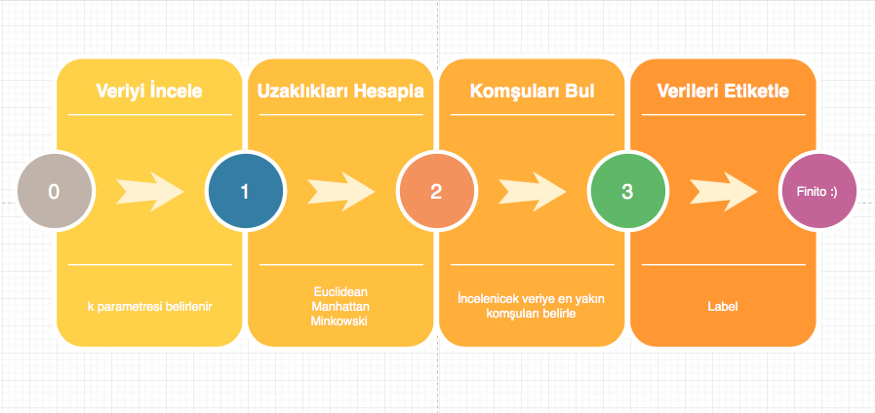 Veriyi İncele
Uzaklıkları Hesapla
Komşuları Bul
Verileri Etiketle
0
1
2
3
Finito :)
k parametresi belirlenir
Euclidean
Manhattan
Minkowski
İncelenicek veriye en yakın
komşuları belirle
Label